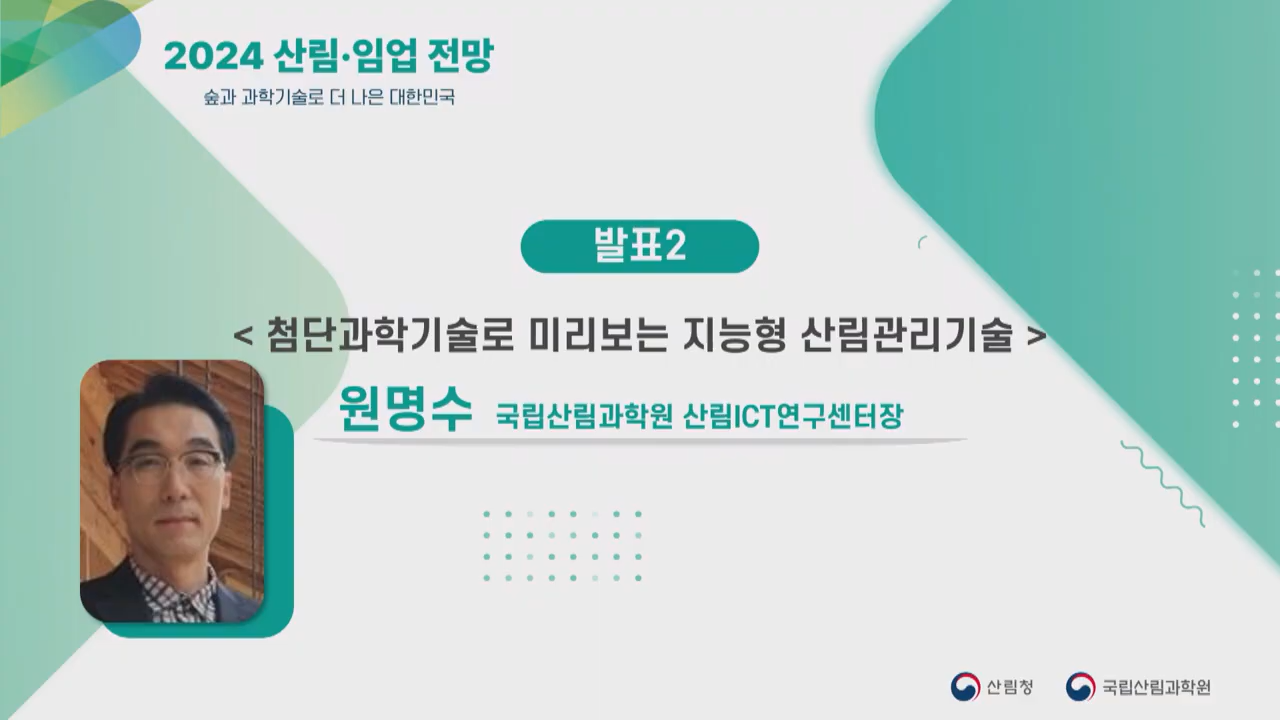 2024 산림·임업 전망
숲과 과학기술로 더 나은 대한민국
발표2
< 첨단과학기술로 미리보는 지능형 산림관리기술 >
원명수 국립산림과학원 산림ICT연구센터장
산림청 국립산림과학원